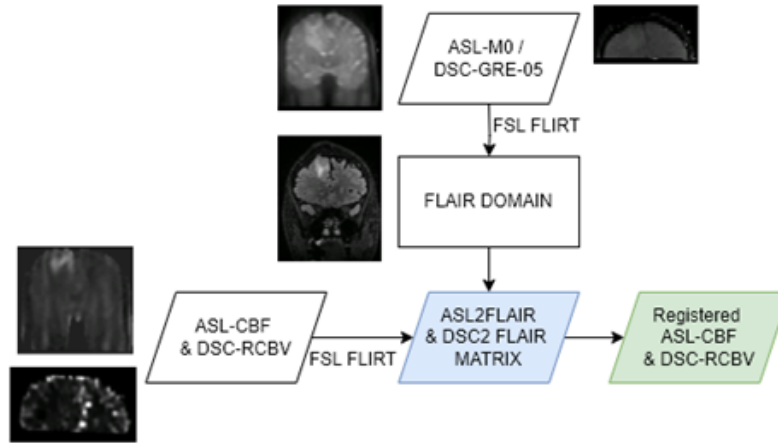 ASL-M0 /
DSC-GRE-05
FSL FLIRT
FLAIR DOMAIN
ASL-CBF
& DSC-RCBV
FSL FLIRT
ASL2FLAIR
& DSC2 FLAIR
MATRIX
Registered
ASL-CBF
& DSC-RCBV